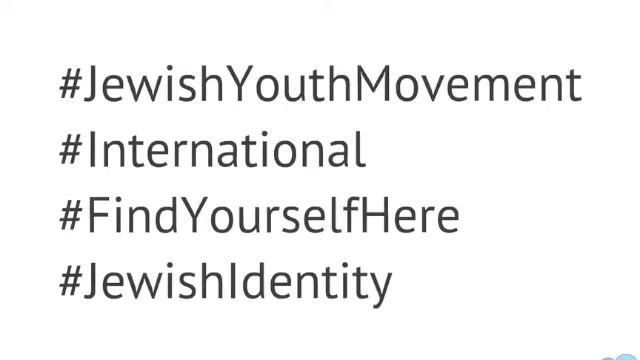 #JewishYouthMovement
#International
#FindYourselfHere
#JewishIdentity